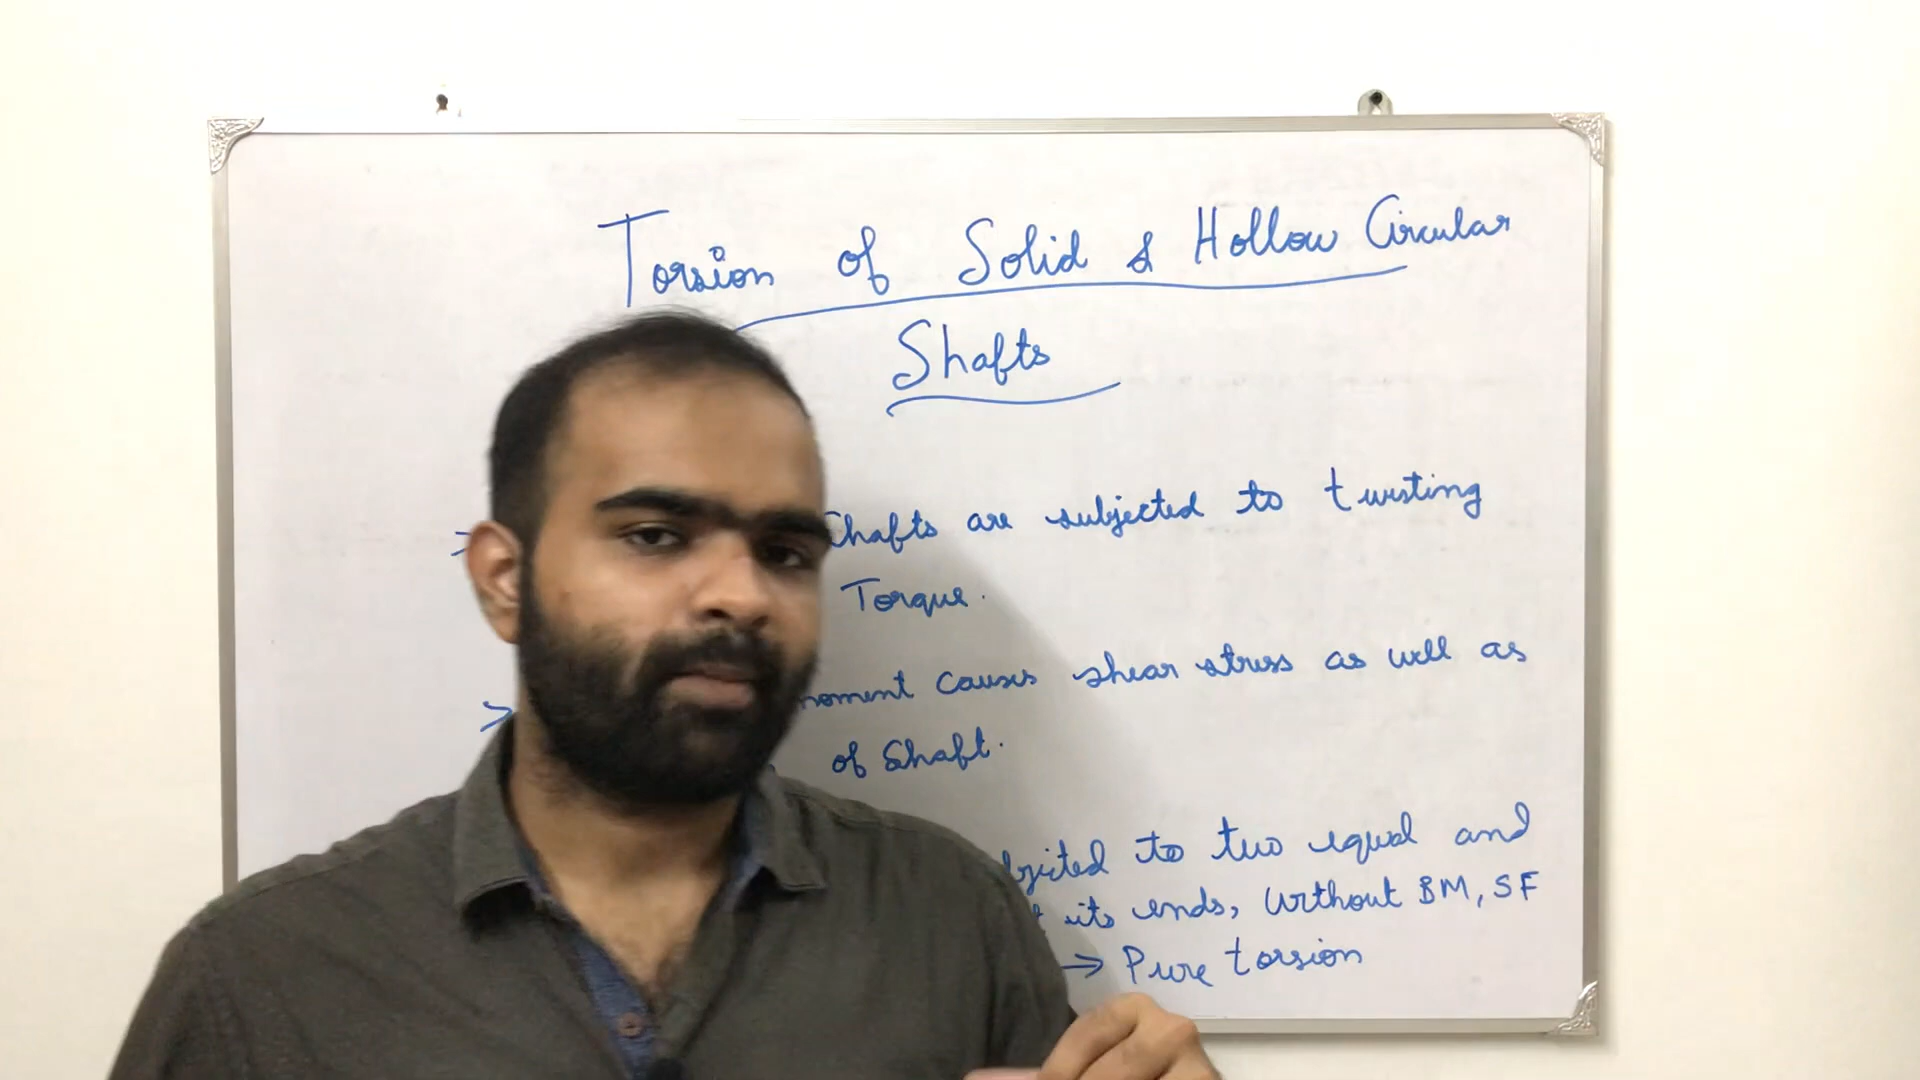 Torsion of Solid & Hollow Circular
Shafts
> Shafts are subjected to twisting
Torque.
> moment causes shear stress as well as
of Shaft.
to two equal and
its ends, without BM, SF
→ Pure torsion